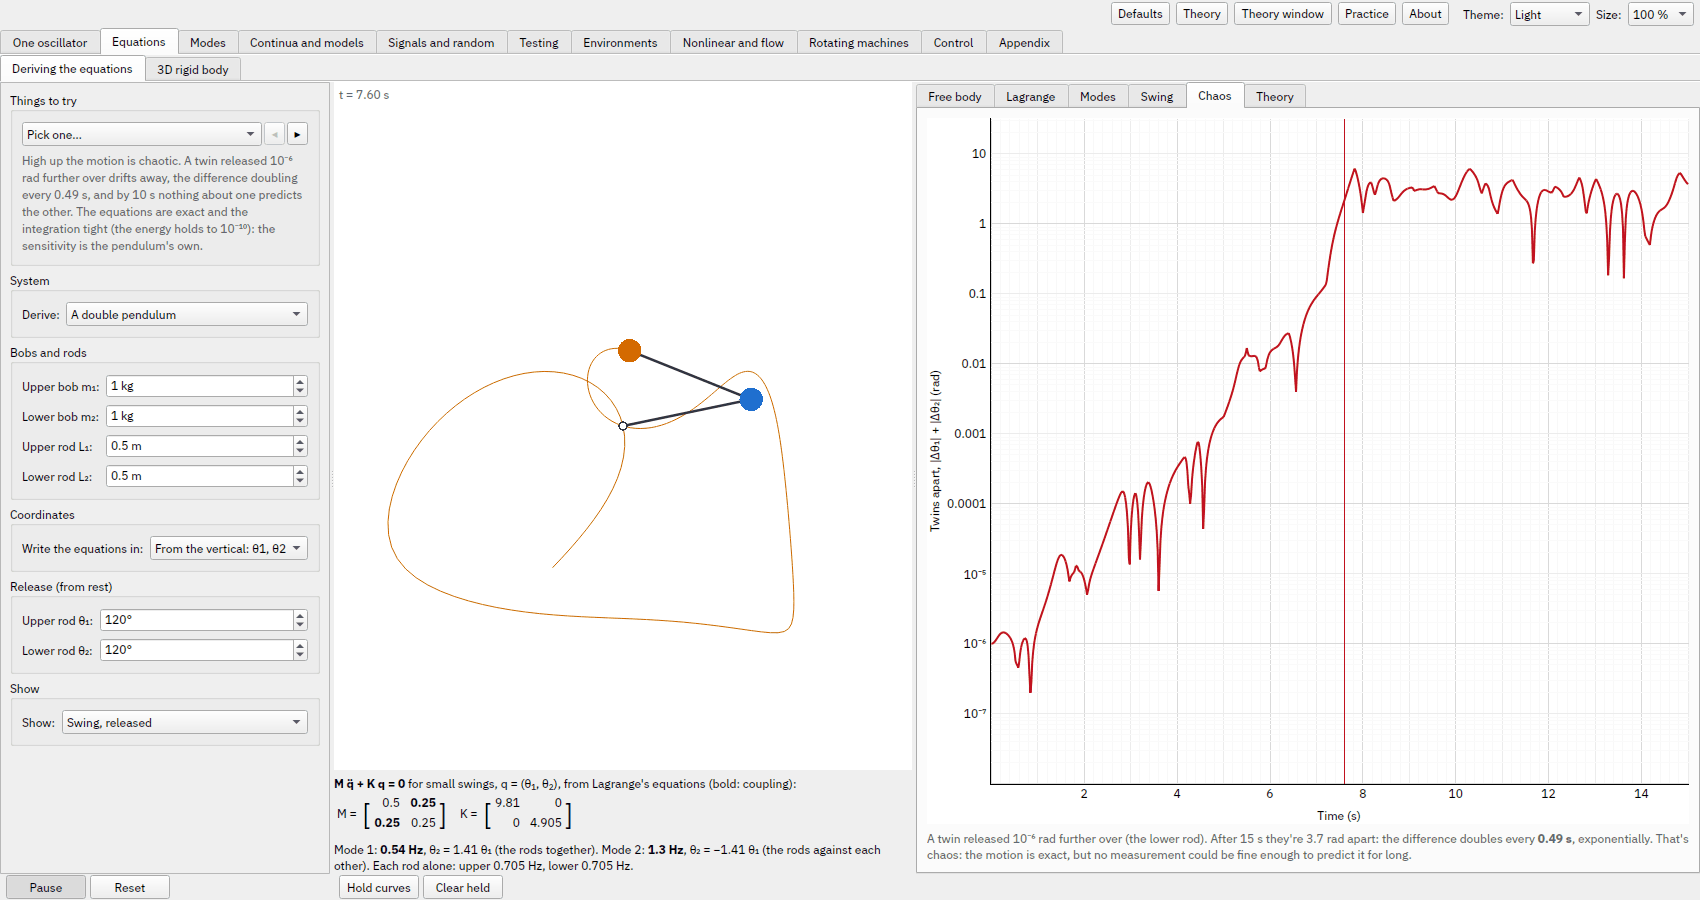 Defaults Theory Theory window Practice About Theme: Light Size: 100 %
One oscillator Equations Modes Continua and models Signals and random Testing Environments Nonlinear and flow Rotating machines Control Appendix
Deriving the equations 3D rigid body
Things to try
Pick one...
High up the motion is chaotic. A twin released 10⁻⁶
rad further over drifts away, the difference doubling
every 0.49 s, and by 10 s nothing about one predicts
the other. The equations are exact and the
integration tight (the energy holds to 10⁻¹⁰): the
sensitivity is the pendulum's own.
System
Derive: A double pendulum
Bobs and rods
Upper bob m₁: 1 kg
Lower bob m₂: 1 kg
Upper rod L₁: 0.5 m
Lower rod L₂: 0.5 m
Coordinates
Write the equations in: From the vertical: θ1, θ2
Release (from rest)
Upper rod θ₁: 120°
Lower rod θ₂: 120°
Show
Show: Swing, released
Pause Reset
t = 7.60 s
M q̈ + K q = 0 for small swings, q = (θ₁, θ₂), from Lagrange's equations (bold: coupling):
M = [ 0.5 0.25 K = [ 9.81 0
0.25 0.25 ] 0 4.905 ]
Mode 1: 0.54 Hz, θ₂ = 1.41 θ₁ (the rods together). Mode 2: 1.3 Hz, θ₂ = −1.41 θ₁ (the rods against each
other). Each rod alone: upper 0.705 Hz, lower 0.705 Hz.
Hold curves Clear held
Free body Lagrange Modes Swing Chaos Theory
Twins apart, |Δθ₁| + |Δθ₂| (rad)
10
1
0.1
0.01
0.001
0.0001
10⁻⁵
10⁻⁶
10⁻⁷
2 4 6 8 10 12 14
Time (s)
A twin released 10⁻⁶ rad further over (the lower rod). After 15 s they're 3.7 rad apart: the difference doubles every 0.49 s, exponentially. That's
chaos: the motion is exact, but no measurement could be fine enough to predict it for long.